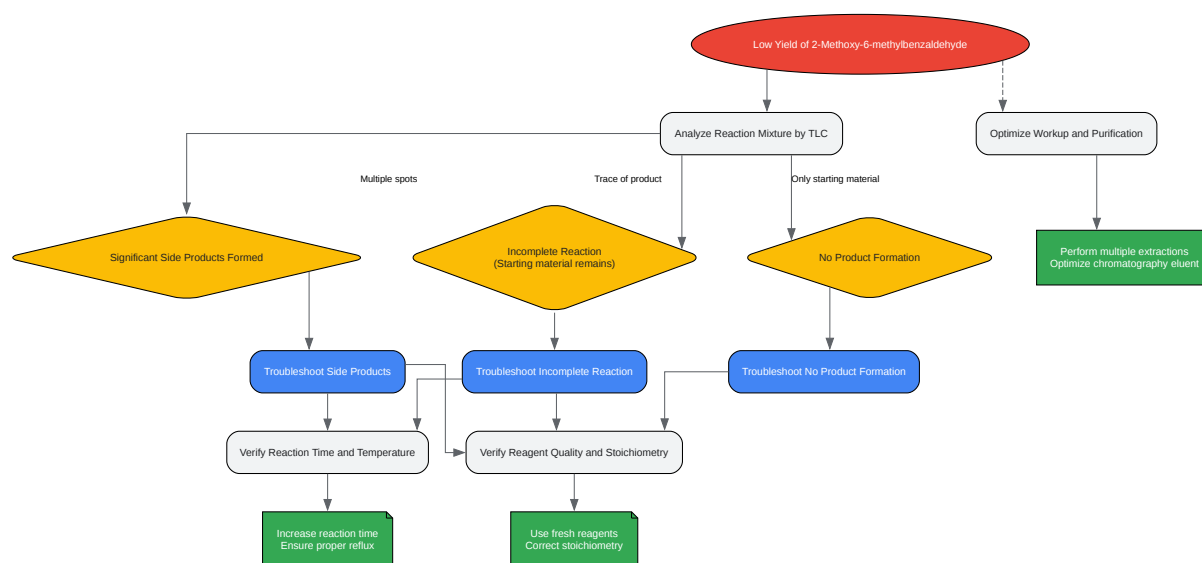 Low Yield of 2-Methoxy-6-methylbenzaldehyde
Analyze Reaction Mixture by TLC
Optimize Workup and Purification
Multiple spots
Trace of product
Only starting material
Significant Side Products Formed
Incomplete Reaction
(Starting material remains)
No Product Formation
Perform multiple extractions
Optimize chromatography eluent
Troubleshoot Side Products
Troubleshoot Incomplete Reaction
Troubleshoot No Product Formation
Verify Reaction Time and Temperature
Verify Reagent Quality and Stoichiometry
Increase reaction time
Ensure proper reflux
Use fresh reagents
Correct stoichiometry